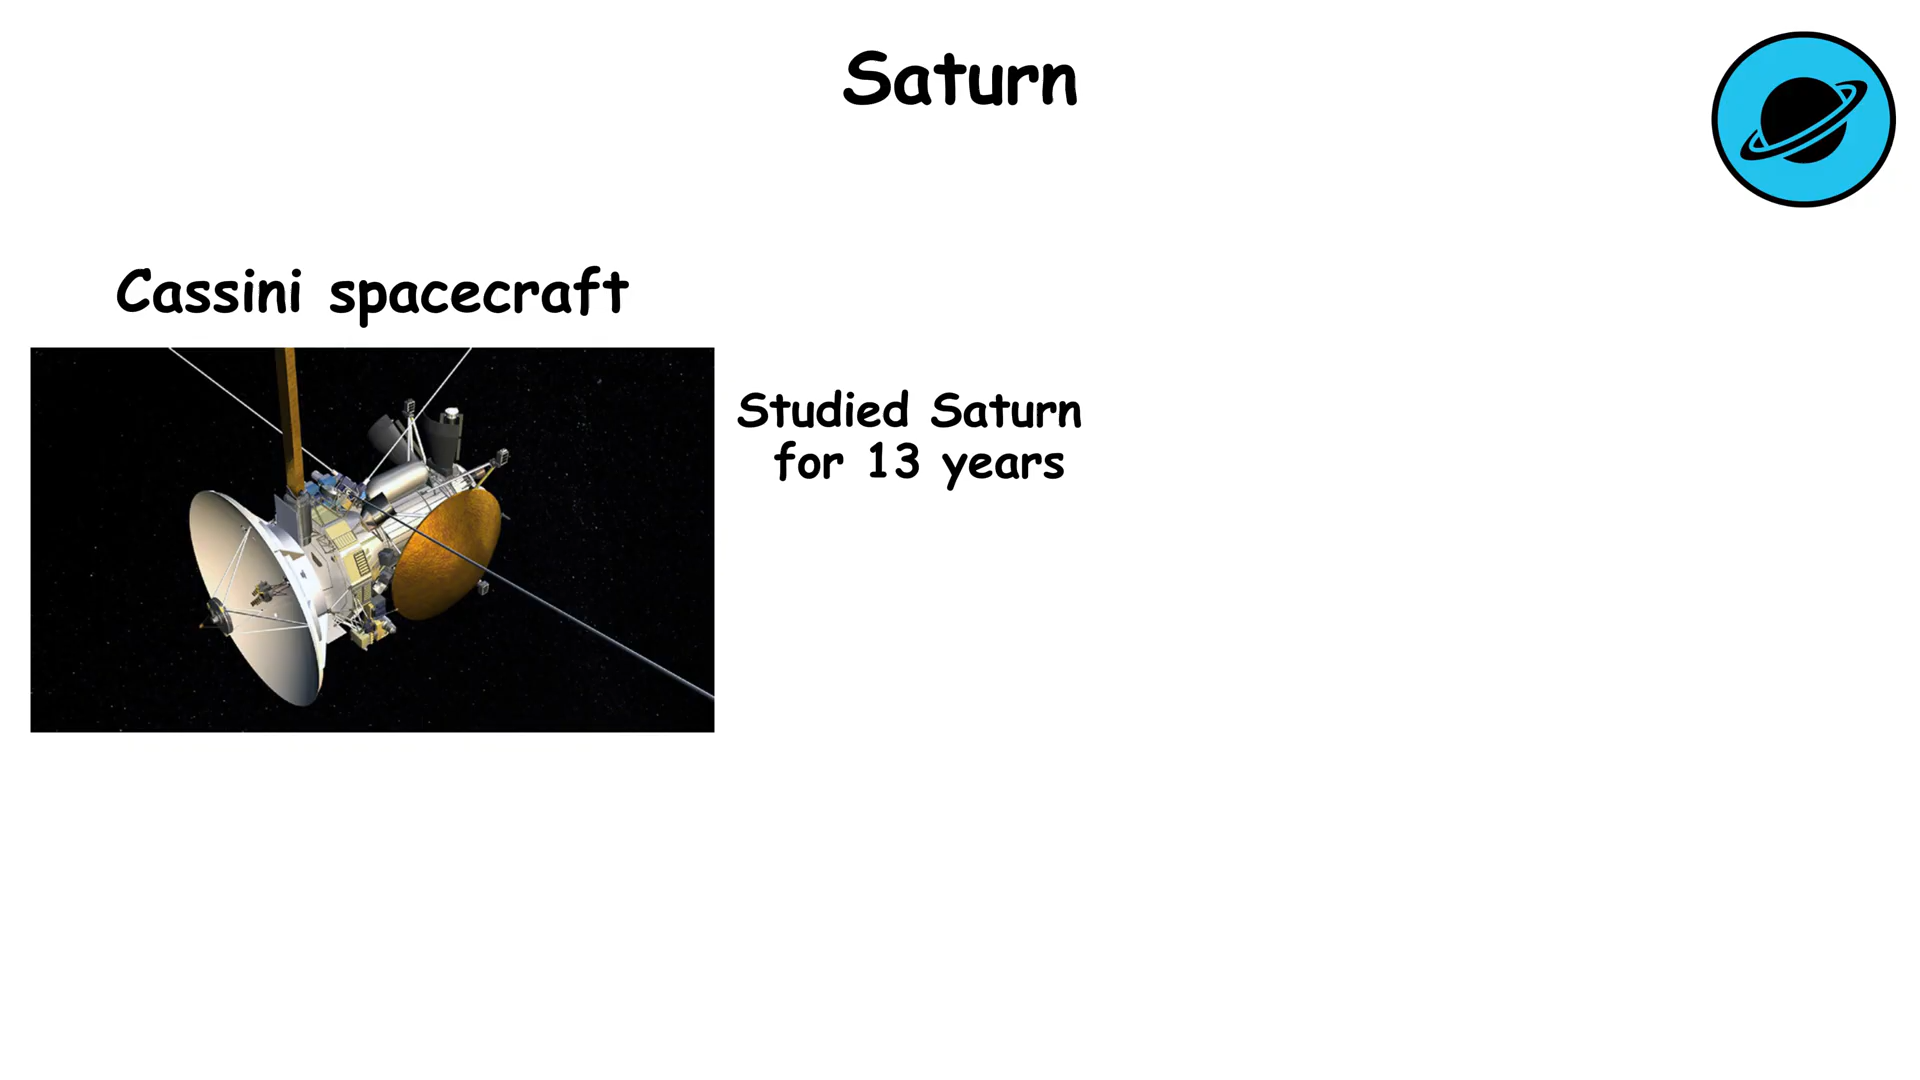 Saturn
Cassini spacecraft
Studied Saturn
for 13 years